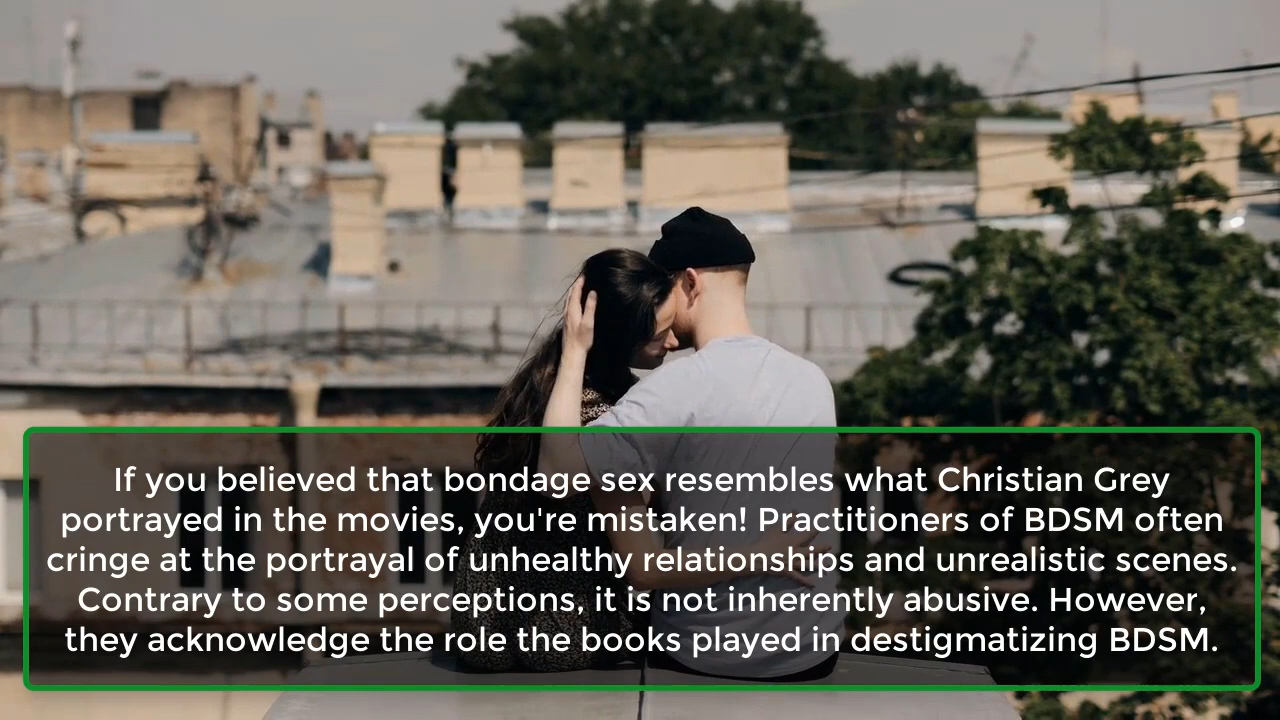 If you believed that bondage sex resembles what Christian Grey
portrayed in the movies, you're mistaken! Practitioners of BDSM often
cringe at the portrayal of unhealthy relationships and unrealistic scenes.
Contrary to some perceptions, it is not inherently abusive. However,
they acknowledge the role the books played in destigmatizing BDSM.